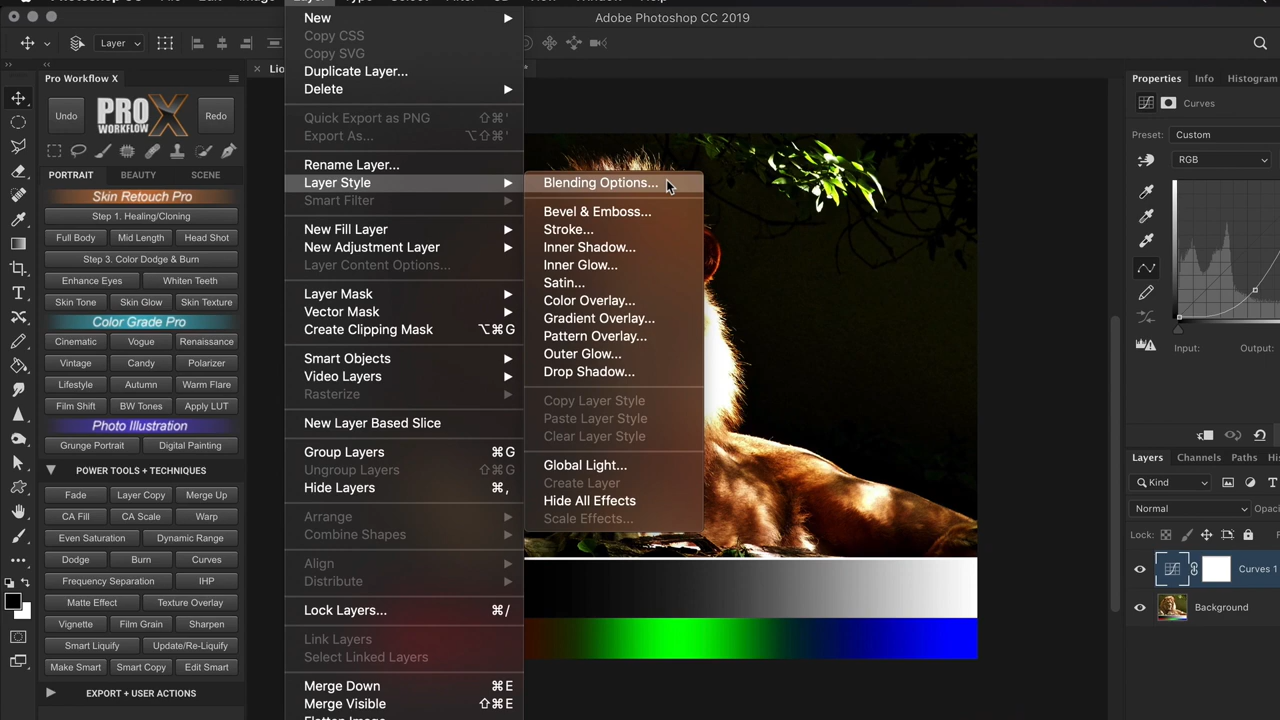 Adobe Photoshop CC 2019
Layer
Lio
Pro Workflow X
Undo
PRO X
WORKFLOW
Redo
PORTRAIT
BEAUTY
SCENE
Skin Retouch Pro
Step 1. Healing/Cloning
Full Body
Mid Length
Head Shot
Step 3. Color Dodge & Burn
Enhance Eyes
Whiten Teeth
Skin Tone
Skin Glow
Skin Texture
Color Grade Pro
Cinematic
Vogue
Renaissance
Vintage
Candy
Polarizer
Lifestyle
Autumn
Warm Flare
Film Shift
BW Tones
Apply LUT
Photo Illustration
Grunge Portrait
Digital Painting
POWER TOOLS + TECHNIQUES
Fade
Layer Copy
Merge Up
CA Fill
CA Scale
Warp
Even Saturation
Dynamic Range
Dodge
Burn
Curves
Frequency Separation
IHP
Matte Effect
Texture Overlay
Vignette
Film Grain
Sharpen
Smart Liquify
Update/Re-Liquify
Make Smart
Smart Copy
Edit Smart
EXPORT + USER ACTIONS
New
Copy CSS
Copy SVG
Duplicate Layer...
Delete
Quick Export as PNG ⇧⌘'
Export As... ⌥⇧⌘'
Rename Layer...
Layer Style
Smart Filter
New Fill Layer
New Adjustment Layer
Layer Content Options...
Layer Mask
Vector Mask
Create Clipping Mask ⌥⌘G
Smart Objects
Video Layers
Rasterize
New Layer Based Slice
Group Layers ⌘G
Ungroup Layers ⇧⌘G
Hide Layers ⌘,
Arrange
Combine Shapes
Align
Distribute
Lock Layers... ⌘/
Link Layers
Select Linked Layers
Merge Down ⌘E
Merge Visible ⇧⌘E
Blending Options...
Bevel & Emboss...
Stroke...
Inner Shadow...
Inner Glow...
Satin...
Color Overlay...
Gradient Overlay...
Pattern Overlay...
Outer Glow...
Drop Shadow...
Copy Layer Style
Paste Layer Style
Clear Layer Style
Global Light...
Create Layer
Hide All Effects
Scale Effects...
Properties
Info
Histogram
Curves
Preset: Custom
RGB
Input:
Output:
Layers
Channels
Paths
Hi
Kind
Normal
Opac
Lock:
Curves 1
Background